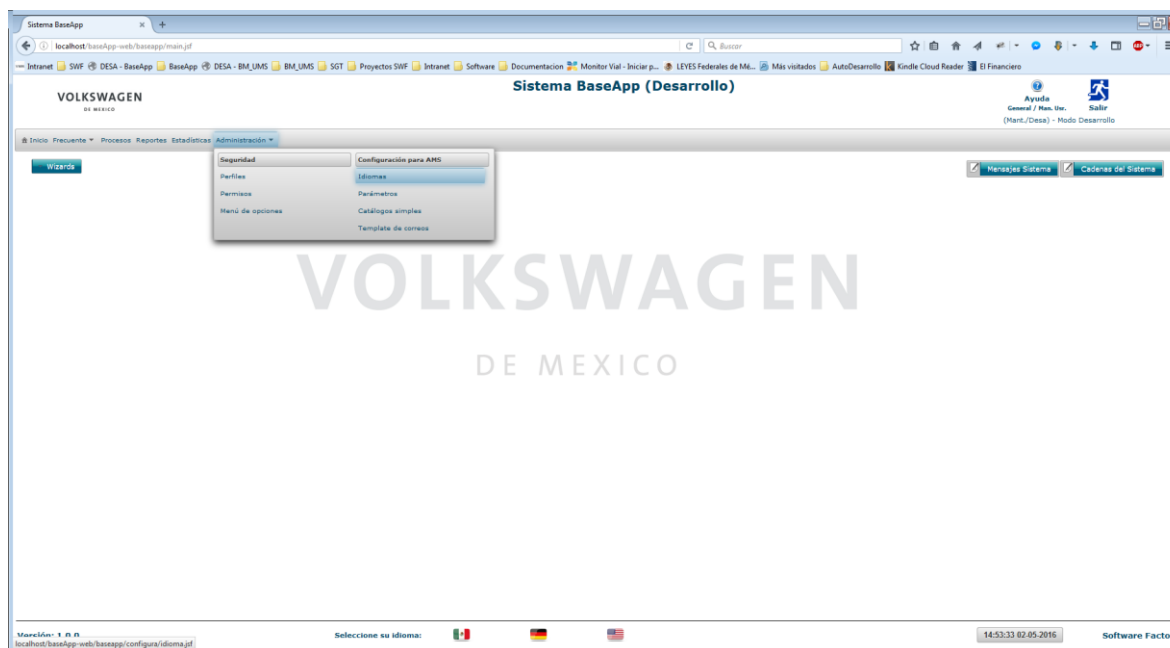 Sistema BaseApp
localhost/baseApp-web/baseapp/main.jsf
Buscar
Intranet SWF DESA - BaseApp BaseApp DESA - BM_UMS BM_UMS SGT Proyectos SWF Intranet Software Documentacion Monitor Vial - Iniciar p... LEYES Federales de Mé... Más visitados AutoDesarrollo Kindle Cloud Reader El Financiero
VOLKSWAGEN
DE MEXICO
Sistema BaseApp (Desarrollo)
Ayuda
General / Man. Usr.
Salir
(Mant./Desa) - Modo Desarrollo
Inicio Frecuente Procesos Reportes Estadísticas Administración
Wizards
Mensajes Sistema
Cadenas del Sistema
Seguridad
Perfiles
Permisos
Menú de opciones
Configuración para AMS
Idiomas
Parámetros
Catálogos simples
Template de correos
VOLKSWAGEN
DE MEXICO
Versión: 1.0.0
localhost/baseApp-web/baseapp/configura/idioma.jsf
Seleccione su idioma:
14:53:33 02-05-2016
Software Facto